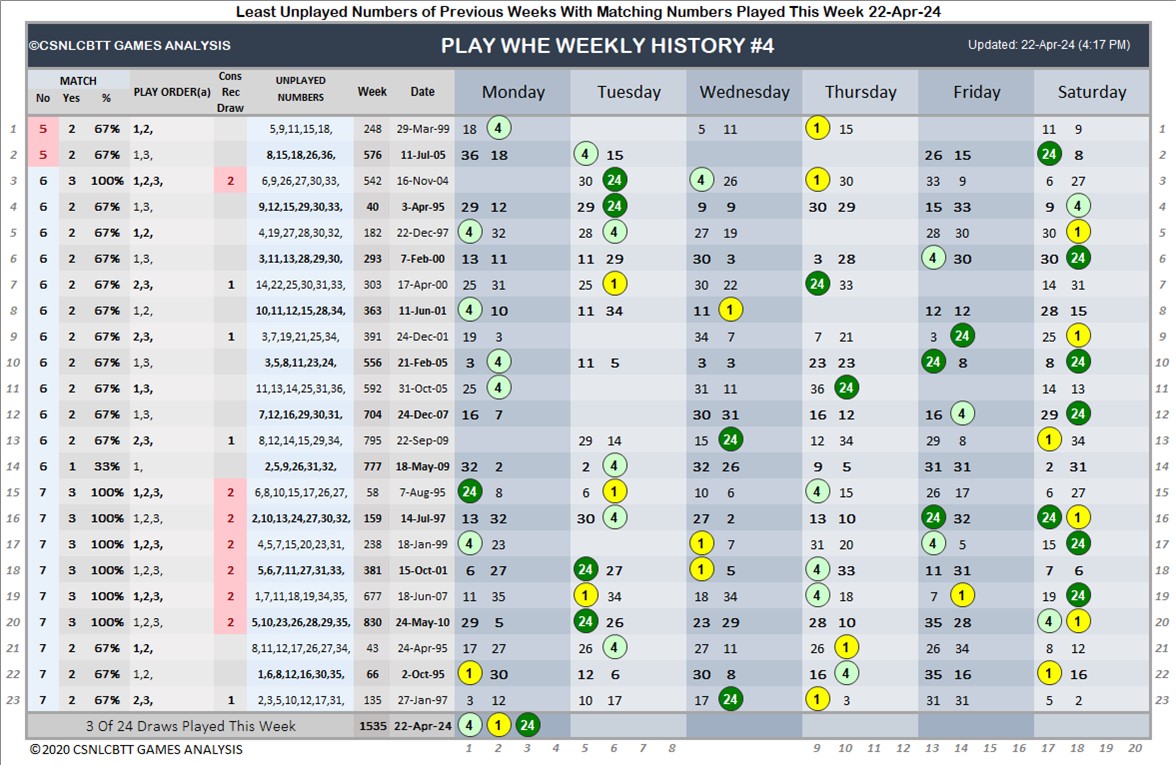 Least Unplayed Numbers of Previous Weeks With Matching Numbers Played This Week 22-Apr-24
©CSNLCBTT GAMES ANALYSIS PLAY WHE WEEKLY HISTORY #4 Updated: 22-Apr-24 (4:17 PM)
MATCH
No Yes % PLAY ORDER(a) Cons Rec Draw UNPLAYED NUMBERS Week Date Monday Tuesday Wednesday Thursday Friday Saturday
1 5 2 67% 1,2, 5,9,11,15,18, 248 29-Mar-99 18 4 5 11 1 15 11 9 1
2 5 2 67% 1,3, 8,15,18,26,36, 576 11-Jul-05 36 18 4 15 26 15 24 8 2
3 6 3 100% 1,2,3, 2 6,9,26,27,30,33, 542 16-Nov-04 30 24 4 26 1 30 33 9 6 27 3
4 6 2 67% 1,3, 9,12,15,29,30,33, 40 3-Apr-95 29 12 29 24 9 9 30 29 15 33 9 4 4
5 6 2 67% 1,2, 4,19,27,28,30,32, 182 22-Dec-97 4 32 28 4 27 19 28 30 30 1 5
6 6 2 67% 1,3, 3,11,13,28,29,30, 293 7-Feb-00 13 11 11 29 30 3 3 28 4 30 30 24 6
7 6 2 67% 2,3, 1 14,22,25,30,31,33, 303 17-Apr-00 25 31 25 1 30 22 24 33 14 31 7
8 6 2 67% 1,2, 10,11,12,15,28,34, 363 11-Jun-01 4 10 11 34 11 1 12 12 28 15 8
9 6 2 67% 2,3, 1 3,7,19,21,25,34, 391 24-Dec-01 19 3 34 7 7 21 3 24 25 1 9
10 6 2 67% 1,3, 3,5,8,11,23,24, 556 21-Feb-05 3 4 11 5 3 3 23 23 24 8 8 24 10
11 6 2 67% 1,3, 11,13,14,25,31,36, 592 31-Oct-05 25 4 31 11 36 24 14 13 11
12 6 2 67% 1,3, 7,12,16,29,30,31, 704 24-Dec-07 16 7 30 31 16 12 16 4 29 24 12
13 6 2 67% 2,3, 1 8,12,14,15,29,34, 795 22-Sep-09 29 14 15 24 12 34 29 8 1 34 13
14 6 1 33% 1, 2,5,9,26,31,32, 777 18-May-09 32 2 2 4 32 26 9 5 31 31 2 31 14
15 7 3 100% 1,2,3, 2 6,8,10,15,17,26,27, 58 7-Aug-95 24 8 6 1 10 6 4 15 26 17 6 27 15
16 7 3 100% 1,2,3, 2 2,10,13,24,27,30,32, 159 14-Jul-97 13 32 30 4 27 2 13 10 24 32 24 1 16
17 7 3 100% 1,2,3, 2 4,5,7,15,20,23,31, 238 18-Jan-99 4 23 1 7 31 20 4 5 15 24 17
18 7 3 100% 1,2,3, 2 5,6,7,11,27,31,33, 381 15-Oct-01 6 27 24 27 1 5 4 33 11 31 7 6 18
19 7 3 100% 1,2,3, 2 1,7,11,18,19,34,35, 677 18-Jun-07 11 35 1 34 18 34 4 18 7 1 19 24 19
20 7 3 100% 1,2,3, 2 5,10,23,26,28,29,35, 830 24-May-10 29 5 24 26 23 29 28 10 35 28 4 1 20
21 7 2 67% 1,2, 8,11,12,17,26,27,34, 43 24-Apr-95 17 27 26 4 27 11 26 1 26 34 8 12 21
22 7 2 67% 1,2, 1,6,8,12,16,30,35, 66 2-Oct-95 1 30 12 6 30 8 16 4 35 16 1 16 22
23 7 2 67% 2,3, 1 2,3,5,10,12,17,31, 135 27-Jan-97 3 12 10 17 17 24 1 3 31 31 5 2 23
3 Of 24 Draws Played This Week 1535 22-Apr-24 4 1 24
©2020 CSNLCBTT GAMES ANALYSIS 1 2 3 4 5 6 7 8 9 10 11 12 13 14 15 16 17 18 19 20